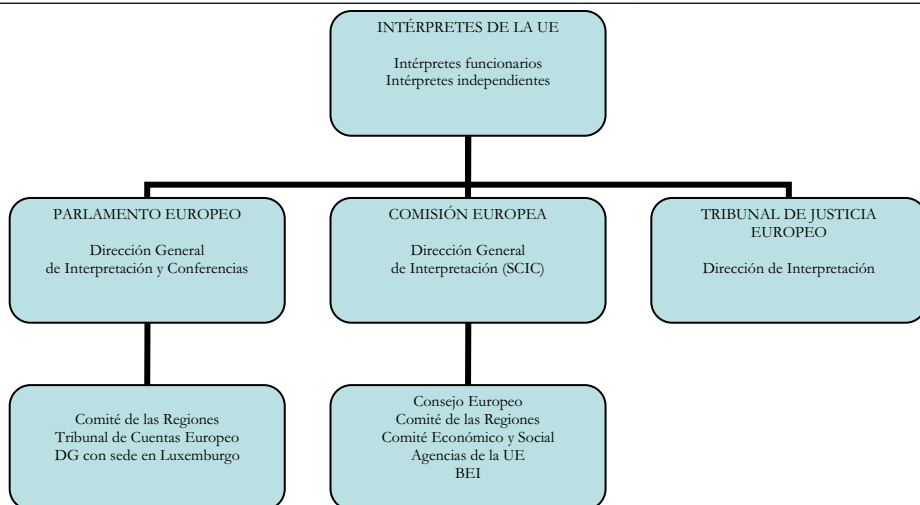 INTÉRPRETES DE LA UE
Intérpretes funcionarios
Intérpretes independientes
PARLAMENTO EUROPEO
Dirección General
de Interpretación y Conferencias
COMISIÓN EUROPEA
Dirección General
de Interpretación (SCIC)
TRIBUNAL DE JUSTICIA
EUROPEO
Dirección de Interpretación
Comité de las Regiones
Tribunal de Cuentas Europeo
DG con sede en Luxemburgo
Consejo Europeo
Comité de las Regiones
Comité Económico y Social
Agencias de la UE
BEI